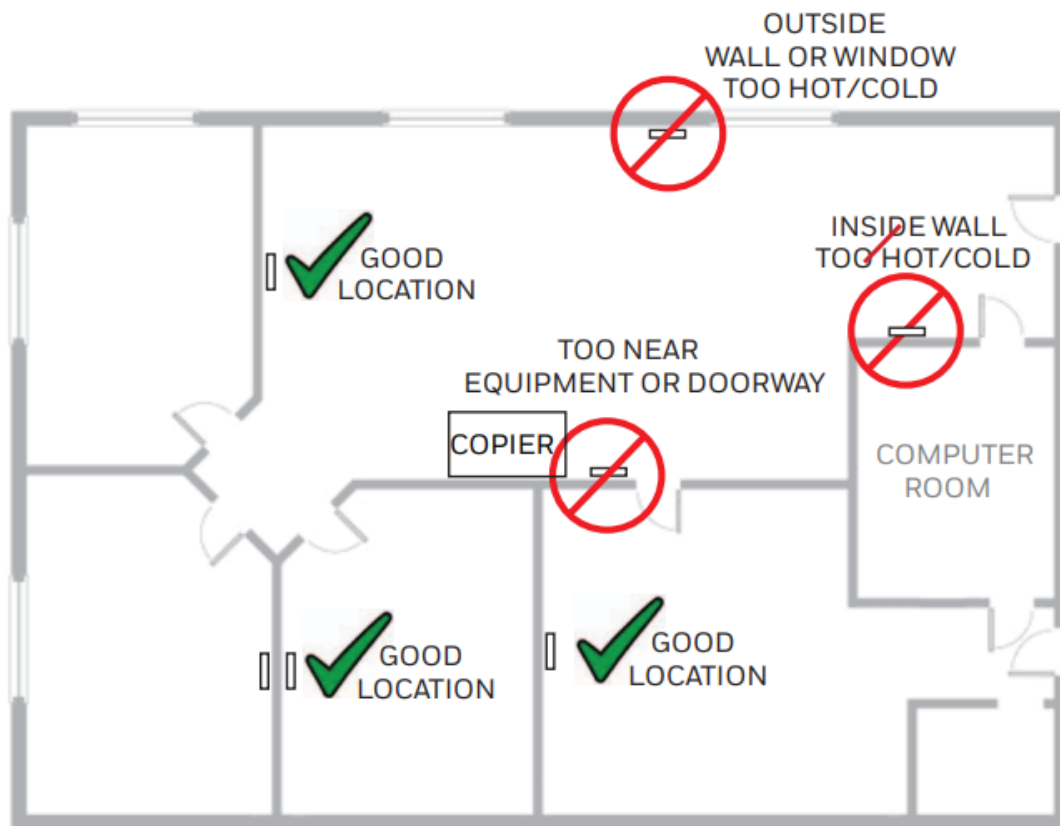 OUTSIDE
WALL OR WINDOW
TOO HOT/COLD
INSIDE WALL
TOO HOT/COLD
GOOD
LOCATION
TOO NEAR
EQUIPMENT OR DOORWAY
COPIER
COMPUTER
ROOM
GOOD
LOCATION
GOOD
LOCATION